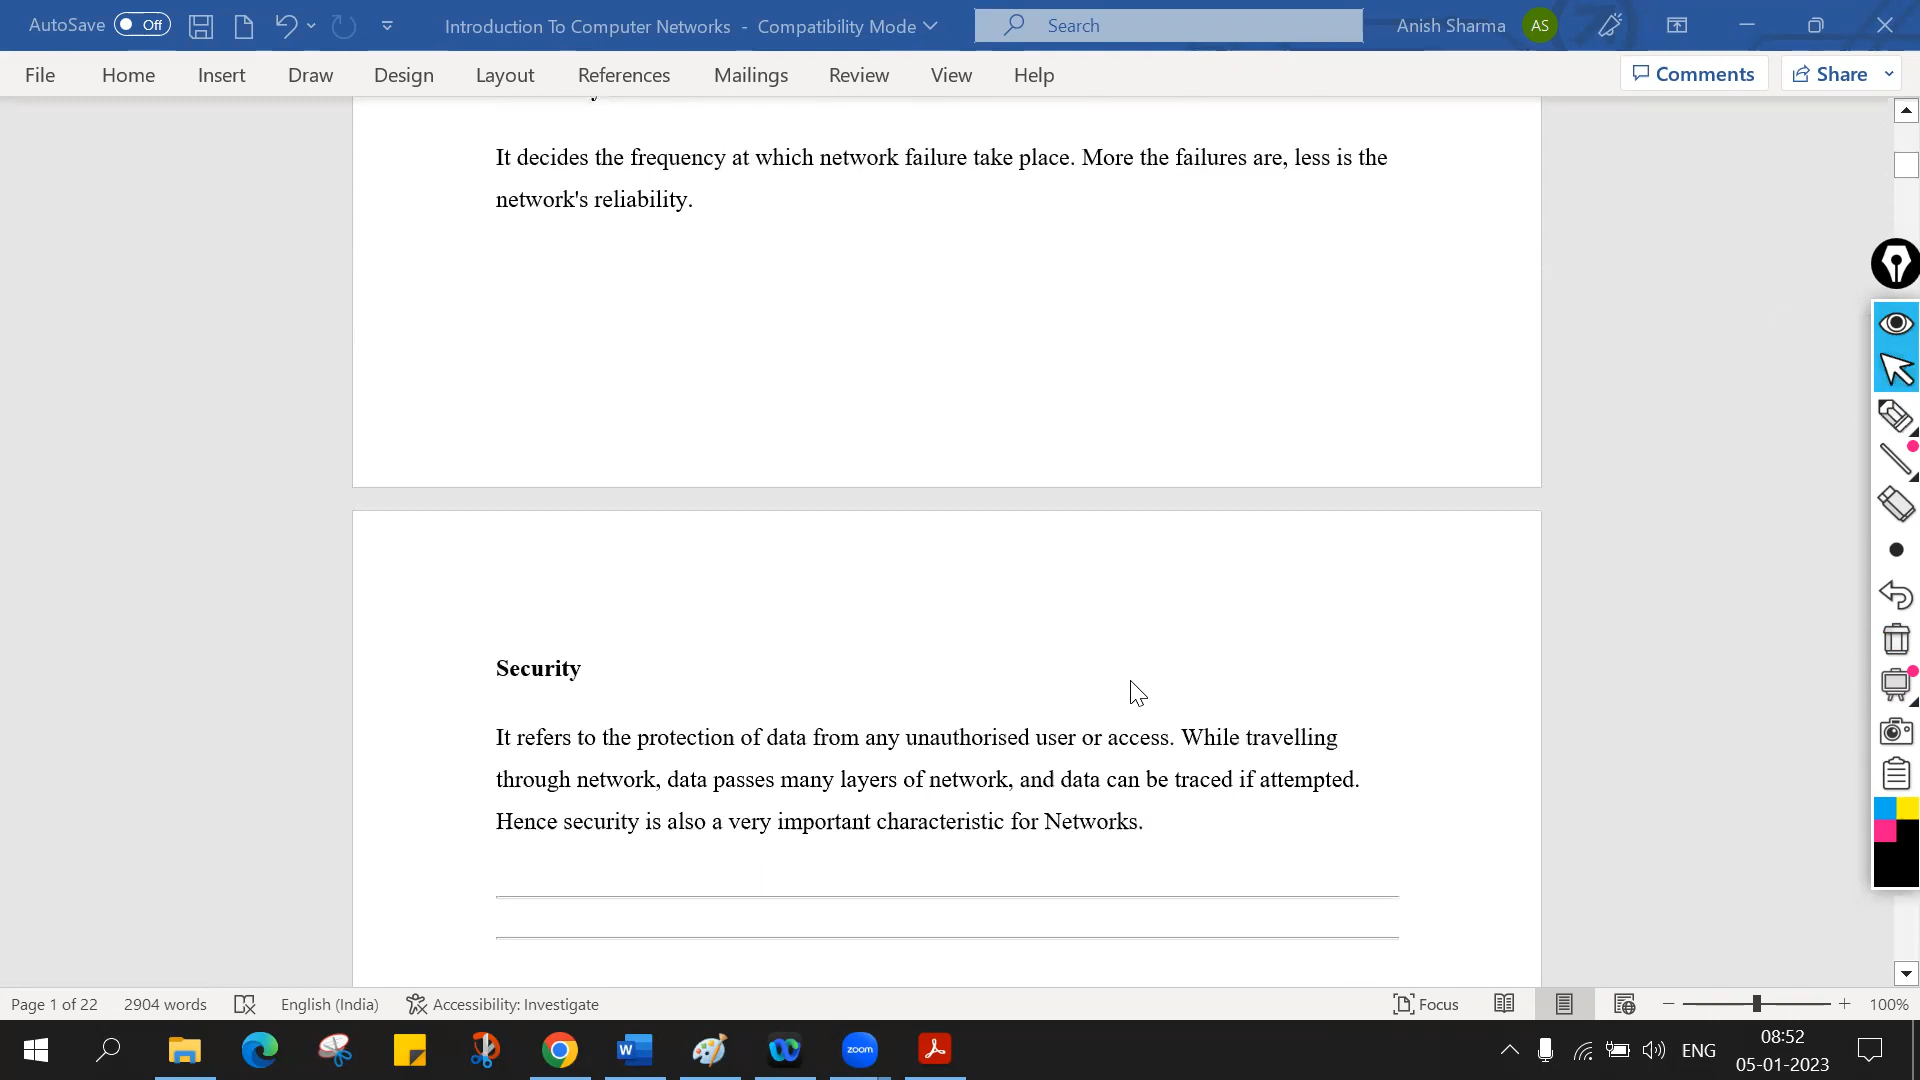 AutoSave Off Introduction To Computer Networks - Compatibility Mode Search Anish Sharma AS
File Home Insert Draw Design Layout References Mailings Review View Help Comments Share
It decides the frequency at which network failure take place. More the failures are, less is the
network's reliability.
Security
It refers to the protection of data from any unauthorised user or access. While travelling
through network, data passes many layers of network, and data can be traced if attempted.
Hence security is also a very important characteristic for Networks.
Page 1 of 22 2904 words English (India) Accessibility: Investigate Focus 100%
zoom ENG 08:52
05-01-2023